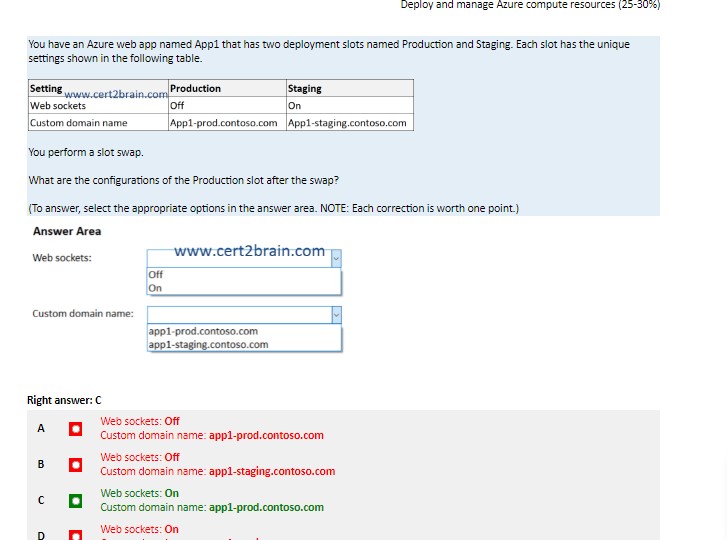 Deploy and manage Azure compute resources (25-30%)
You have an Azure web app named App1 that has two deployment slots named Production and Staging. Each slot has the unique
settings shown in the following table.
Setting Production Staging
www.cert2brain.com
Web sockets Off On
Custom domain name App1-prod.contoso.com App1-staging.contoso.com
You perform a slot swap.
What are the configurations of the Production slot after the swap?
(To answer, select the appropriate options in the answer area. NOTE: Each correction is worth one point.)
Answer Area
www.cert2brain.com
Web sockets:
Off
On
Custom domain name:
app1-prod.contoso.com
app1-staging.contoso.com
Right answer: C
A Web sockets: Off
Custom domain name: app1-prod.contoso.com
B Web sockets: Off
Custom domain name: app1-staging.contoso.com
C Web sockets: On
Custom domain name: app1-prod.contoso.com
D Web sockets: On